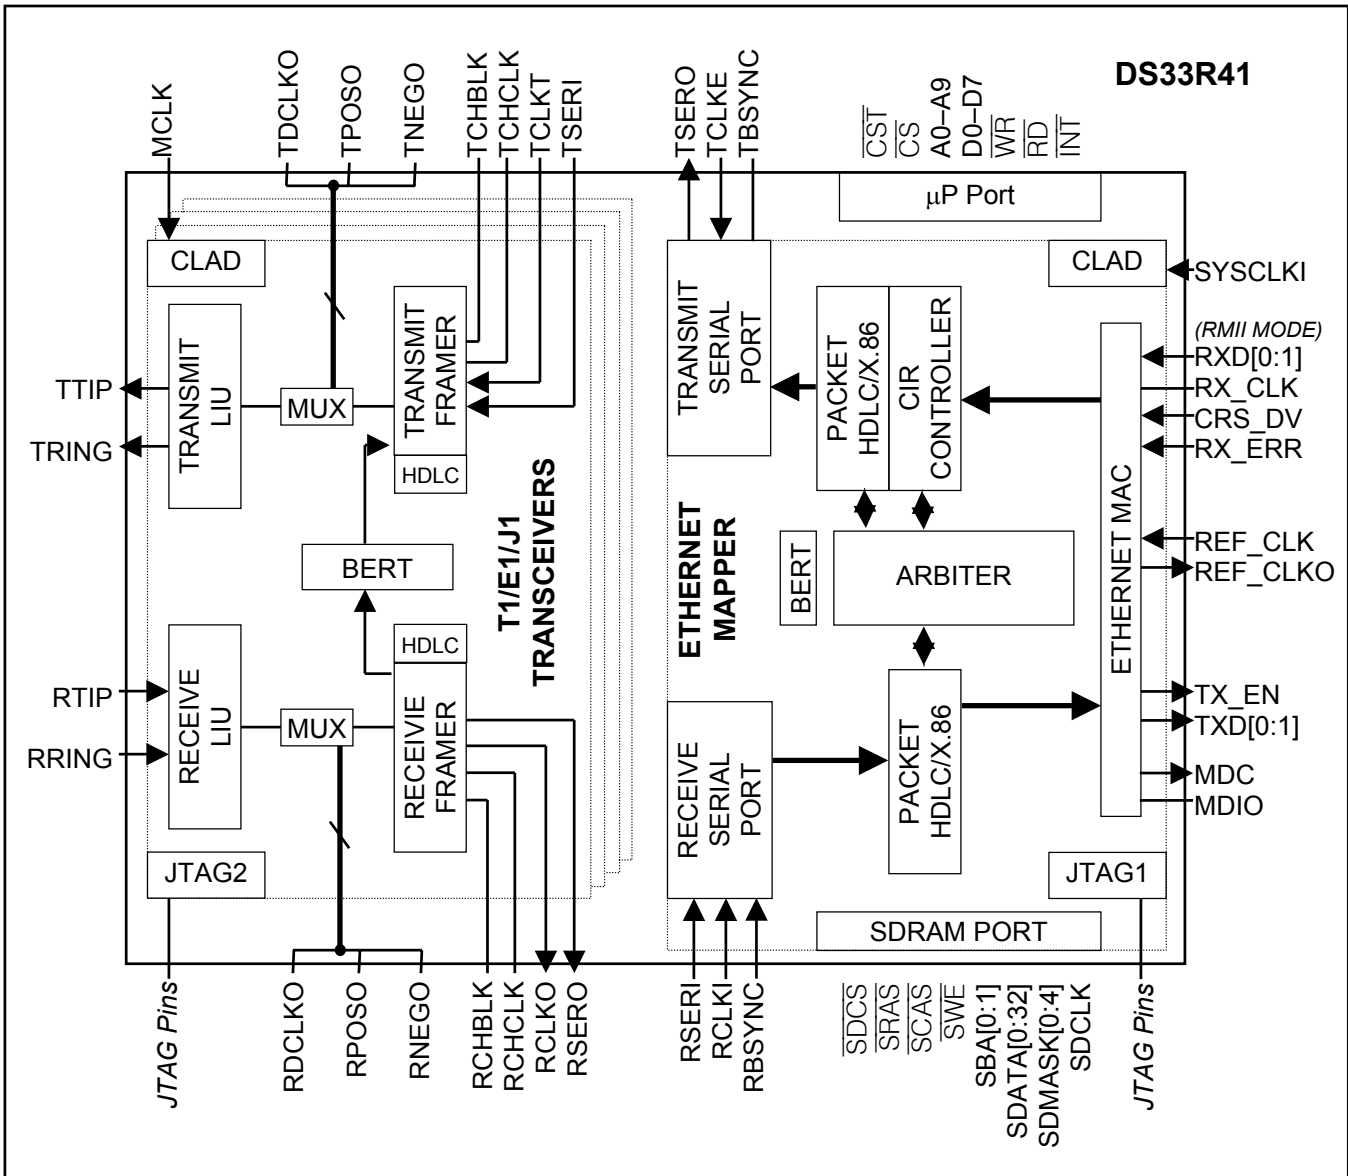 DS33R41
MCLK
TDCLKO
TPOSO
TNEGO
TCHBLK
TCHCLK
TCLKT
TSERI
TSERO
TCLKE
TBSYNC
CST
CS
A0–A9
D0–D7
WR
RD
INT
µP Port
CLAD
CLAD
SYSCLKI
TRANSMIT
LIU
MUX
TRANSMIT
FRAMER
HDLC
TTIP
TRING
TRANSMIT
SERIAL
PORT
PACKET
HDLC/X.86
CIR
CONTROLLER
ETHERNET MAC
(RMII MODE)
RXD[0:1]
RX_CLK
CRS_DV
RX_ERR
REF_CLK
REF_CLKO
BERT
T1/E1/J1
TRANSCEIVERS
ETHERNET
MAPPER
BERT
ARBITER
RTIP
RRING
RECEIVE
LIU
MUX
HDLC
RECEIVIE
FRAMER
RECEIVE
SERIAL
PORT
PACKET
HDLC/X.86
TX_EN
TXD[0:1]
MDC
MDIO
JTAG2
JTAG1
SDRAM PORT
JTAG Pins
RDCLKO
RPOSO
RNEGO
RCHBLK
RCHCLK
RCLKO
RSERO
RSERI
RCLKI
RBSYNC
SDCS
SRAS
SCAS
SWE
SBA[0:1]
SDATA[0:32]
SDMASK[0:4]
SDCLK
JTAG Pins